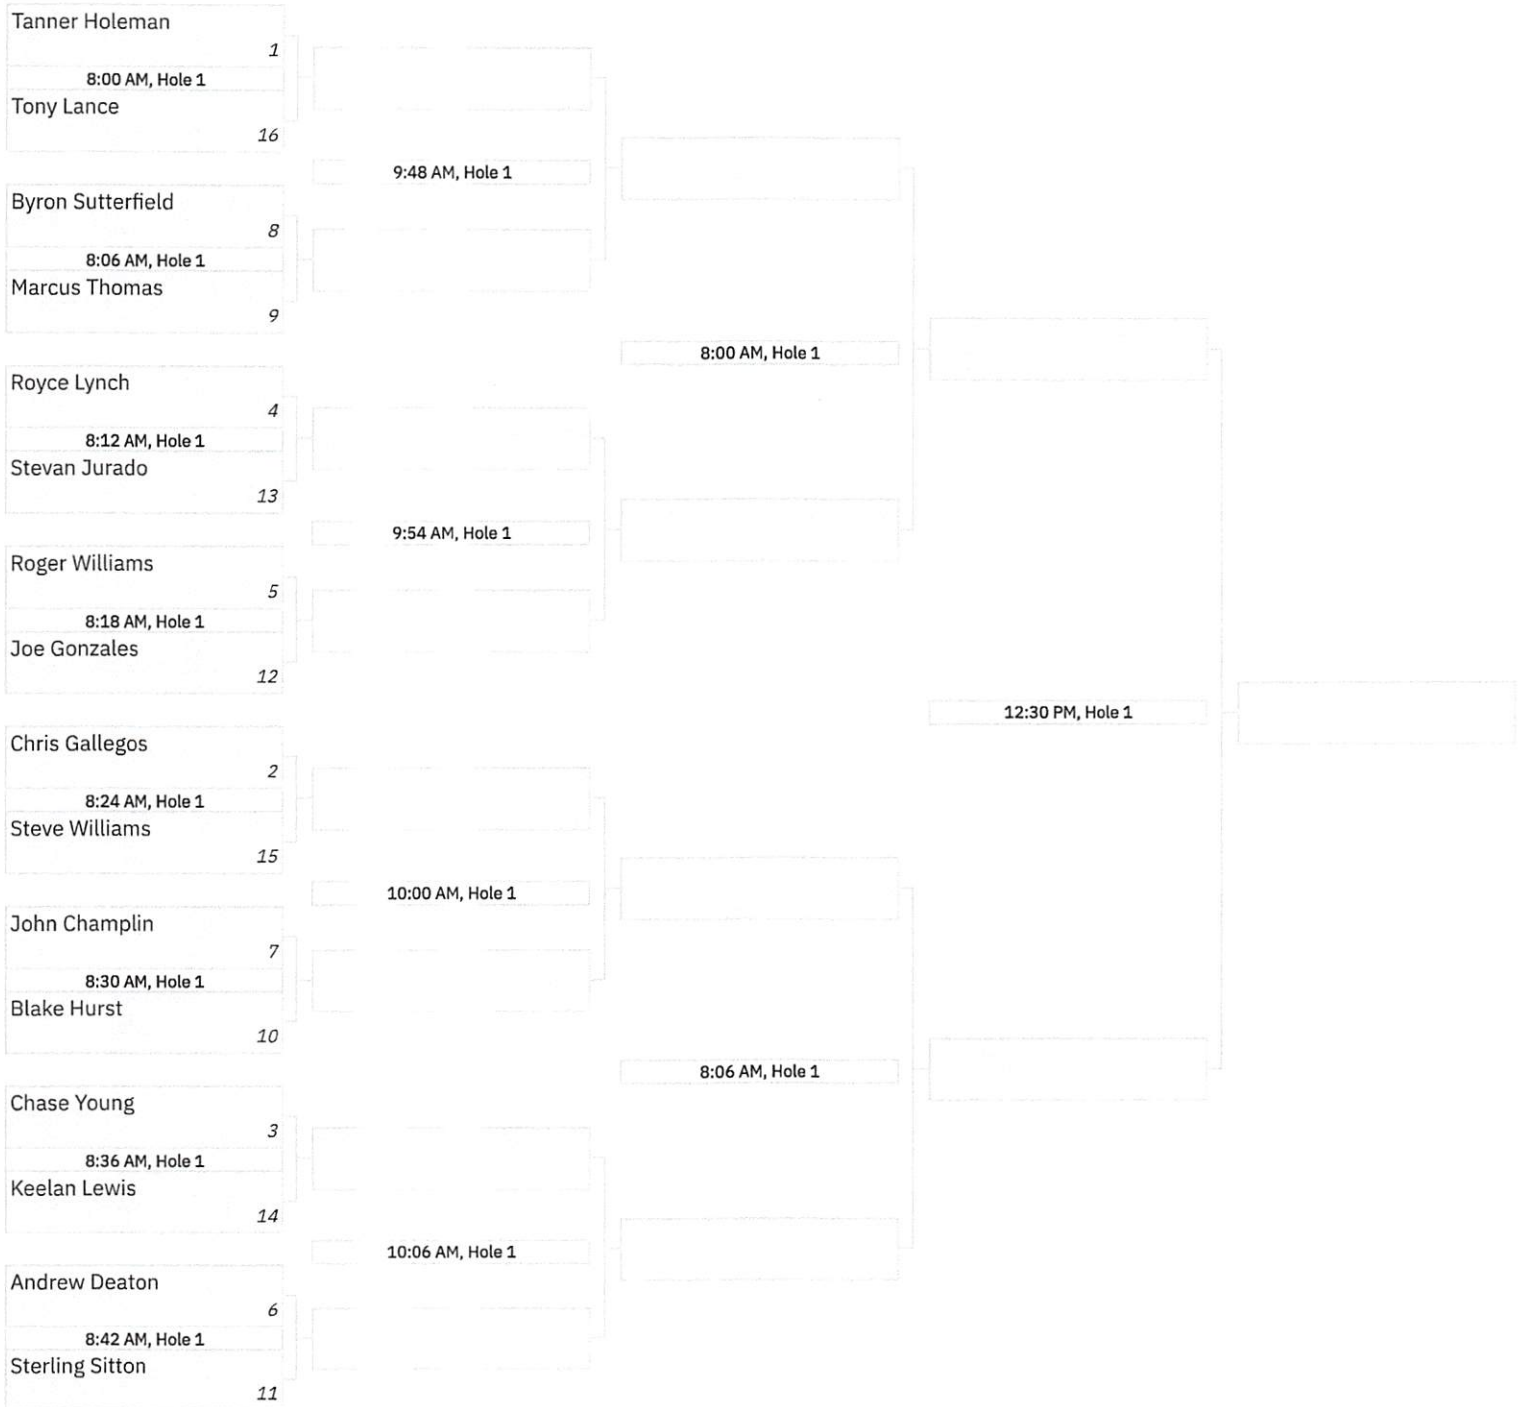 Tanner Holeman
1
8:00 AM, Hole 1
Tony Lance
16
9:48 AM, Hole 1
Byron Sutterfield
8
8:06 AM, Hole 1
Marcus Thomas
9
8:00 AM, Hole 1
Royce Lynch
4
8:12 AM, Hole 1
Stevan Jurado
13
9:54 AM, Hole 1
Roger Williams
5
8:18 AM, Hole 1
Joe Gonzales
12
12:30 PM, Hole 1
Chris Gallegos
2
8:24 AM, Hole 1
Steve Williams
15
10:00 AM, Hole 1
John Champlin
7
8:30 AM, Hole 1
Blake Hurst
10
8:06 AM, Hole 1
Chase Young
3
8:36 AM, Hole 1
Keelan Lewis
14
10:06 AM, Hole 1
Andrew Deaton
6
8:42 AM, Hole 1
Sterling Sitton
11